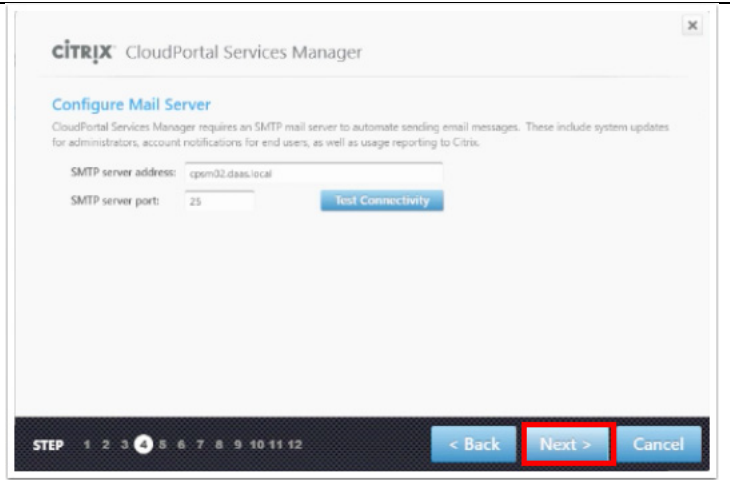 CİTRIX CloudPortal Services Manager
Configure Mail Server
CloudPortal Services Manager requires an SMTP mail server to automate sending email messages. These include system updates
for administrators, account notifications for end users, as well as usage reporting to Citrix.
SMTP server address: cpsm02.daas.local
SMTP server port: 25 Test Connectivity
STEP 1 2 3 4 5 6 7 8 9 10 11 12 < Back Next > Cancel